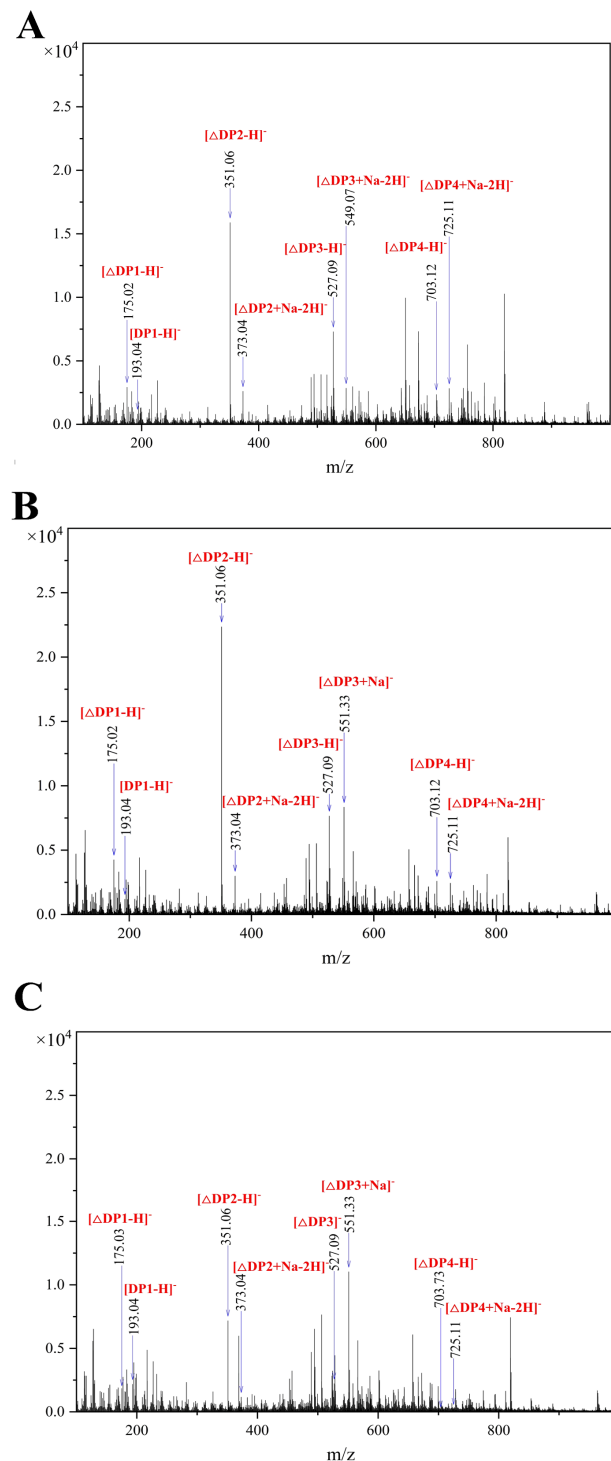 A
×10⁴
3.0
2.5
2.0
1.5
1.0
0.5
0.0
[△DP2-H]⁻
351.06
[△DP3+Na-2H]⁻
549.07
[△DP4+Na-2H]⁻
725.11
[△DP3-H]⁻
527.09
[△DP4-H]⁻
703.12
[△DP1-H]⁻
175.02
[△DP2+Na-2H]⁻
373.04
[DP1-H]⁻
193.04
200
400
600
800
m/z
B
×10⁴
3.0
2.5
2.0
1.5
1.0
0.5
0.0
[△DP2-H]⁻
351.06
[△DP3+Na]⁻
551.33
[△DP1-H]⁻
175.02
[△DP3-H]⁻
527.09
[△DP4-H]⁻
703.12
[DP1-H]⁻
193.04
[△DP2+Na-2H]⁻
373.04
[△DP4+Na-2H]⁻
725.11
200
400
600
800
m/z
C
×10⁴
3.0
2.5
2.0
1.5
1.0
0.5
0.0
[△DP3+Na]⁻
551.33
[△DP1-H]⁻
175.03
[△DP2-H]⁻
351.06
[△DP3]⁻
527.09
[△DP2+Na-2H]⁻
373.04
[△DP4-H]⁻
703.73
[DP1-H]⁻
193.04
[△DP4+Na-2H]⁻
725.11
200
400
600
800
m/z